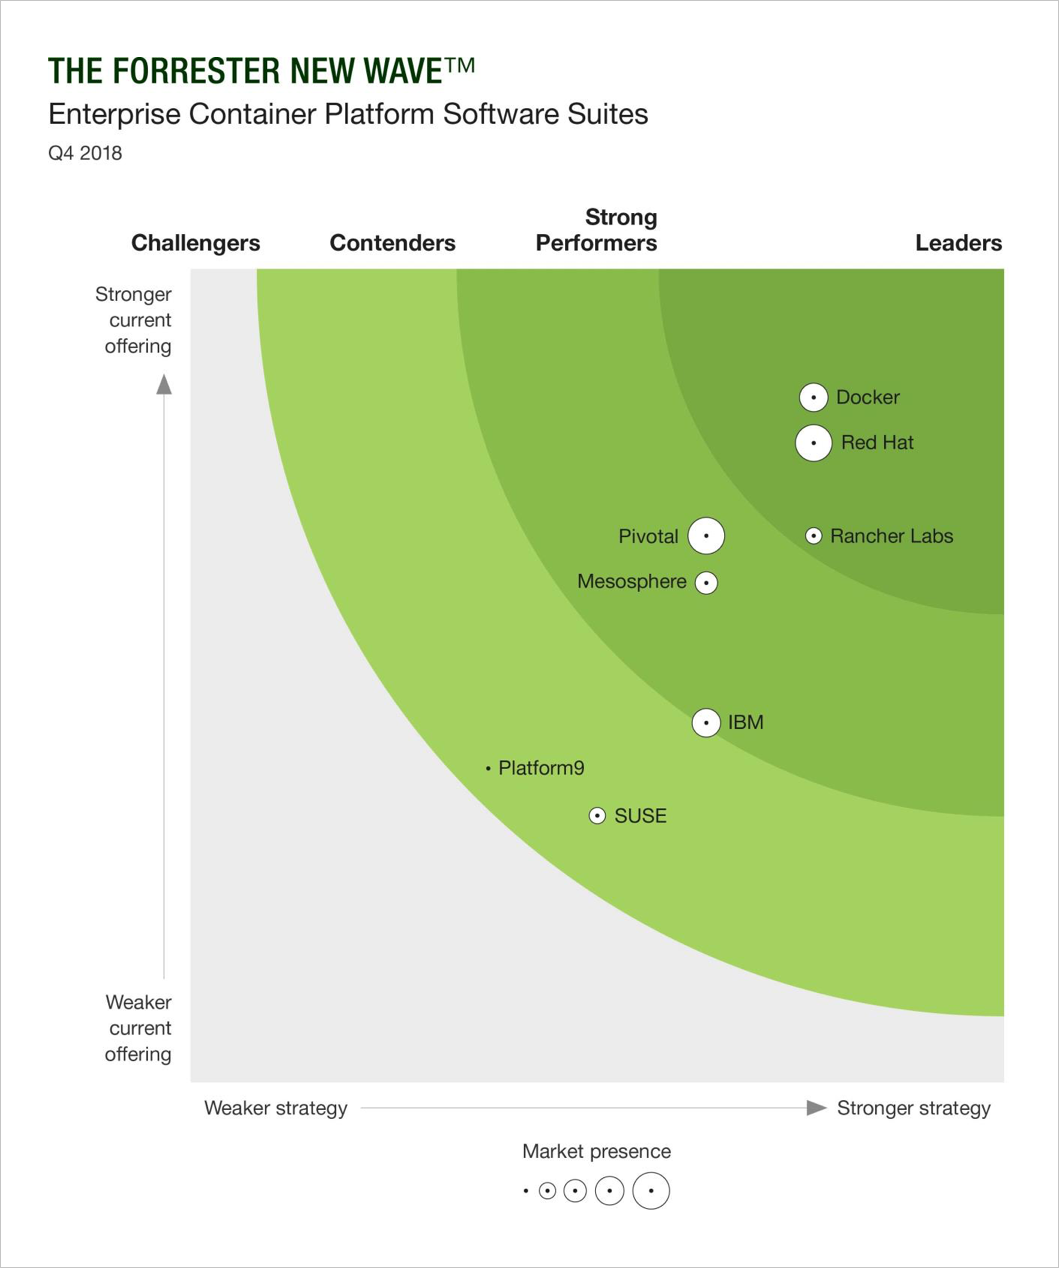 THE FORRESTER NEW WAVE™
Enterprise Container Platform Software Suites
Q4 2018
Challengers
Contenders
Strong
Performers
Leaders
Stronger
current
offering
Docker
Red Hat
Pivotal
Rancher Labs
Mesosphere
IBM
Platform9
SUSE
Weaker
current
offering
Weaker strategy
Stronger strategy
Market presence